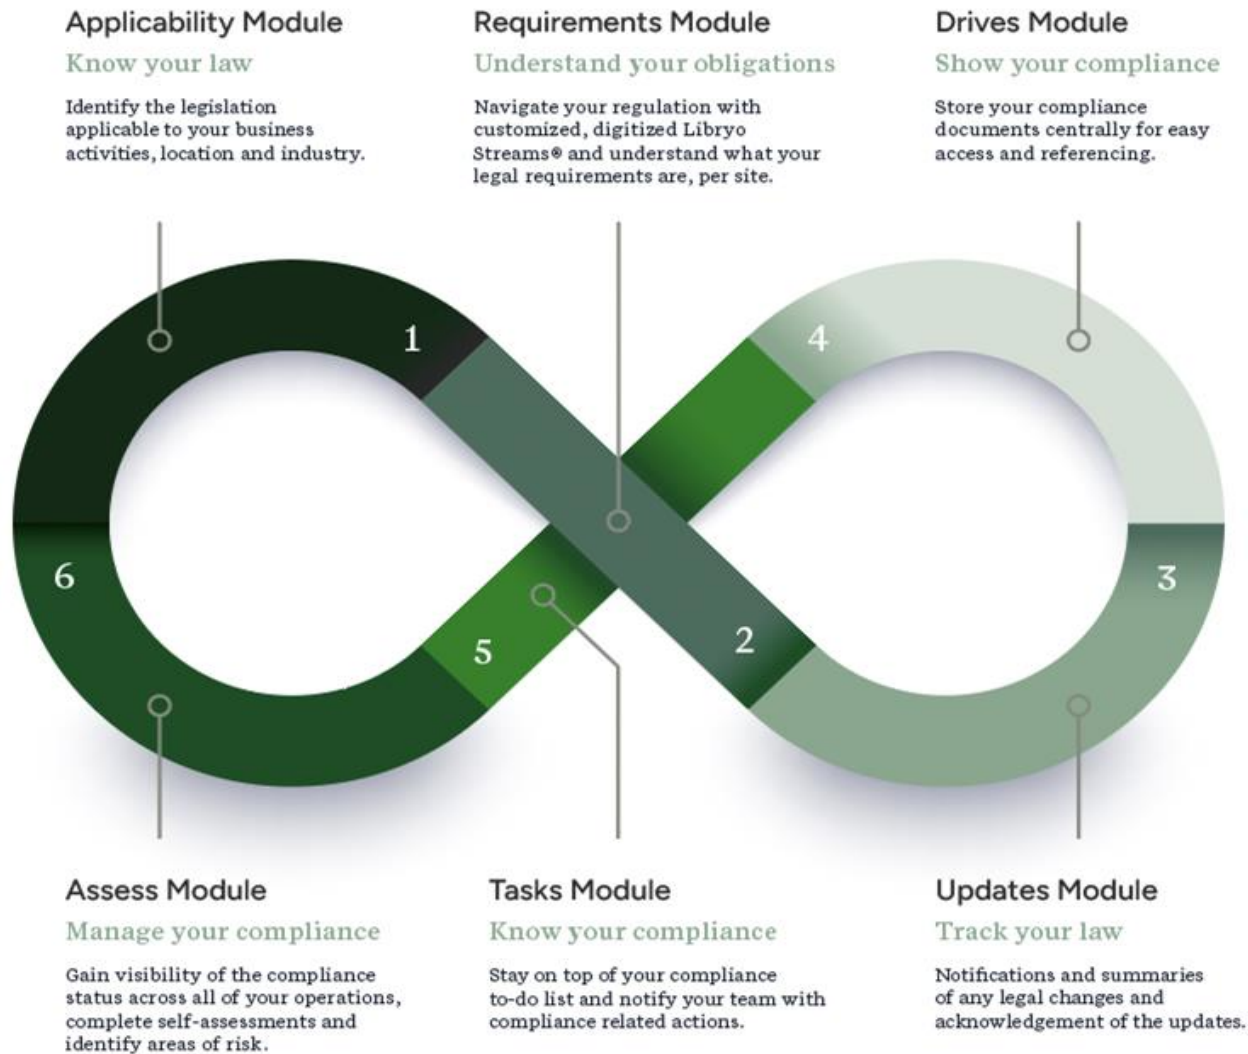 Applicability Module
Know your law
Identify the legislation
applicable to your business
activities, location and industry.
Requirements Module
Understand your obligations
Navigate your regulation with
customized, digitized Libryo
Streams® and understand what your
legal requirements are, per site.
Drives Module
Show your compliance
Store your compliance
documents centrally for easy
access and referencing.
1
4
6
3
5
2
Assess Module
Manage your compliance
Gain visibility of the compliance
status across all of your operations,
complete self-assessments and
identify areas of risk.
Tasks Module
Know your compliance
Stay on top of your compliance
to-do list and notify your team with
compliance related actions.
Updates Module
Track your law
Notifications and summaries
of any legal changes and
acknowledgement of the updates.